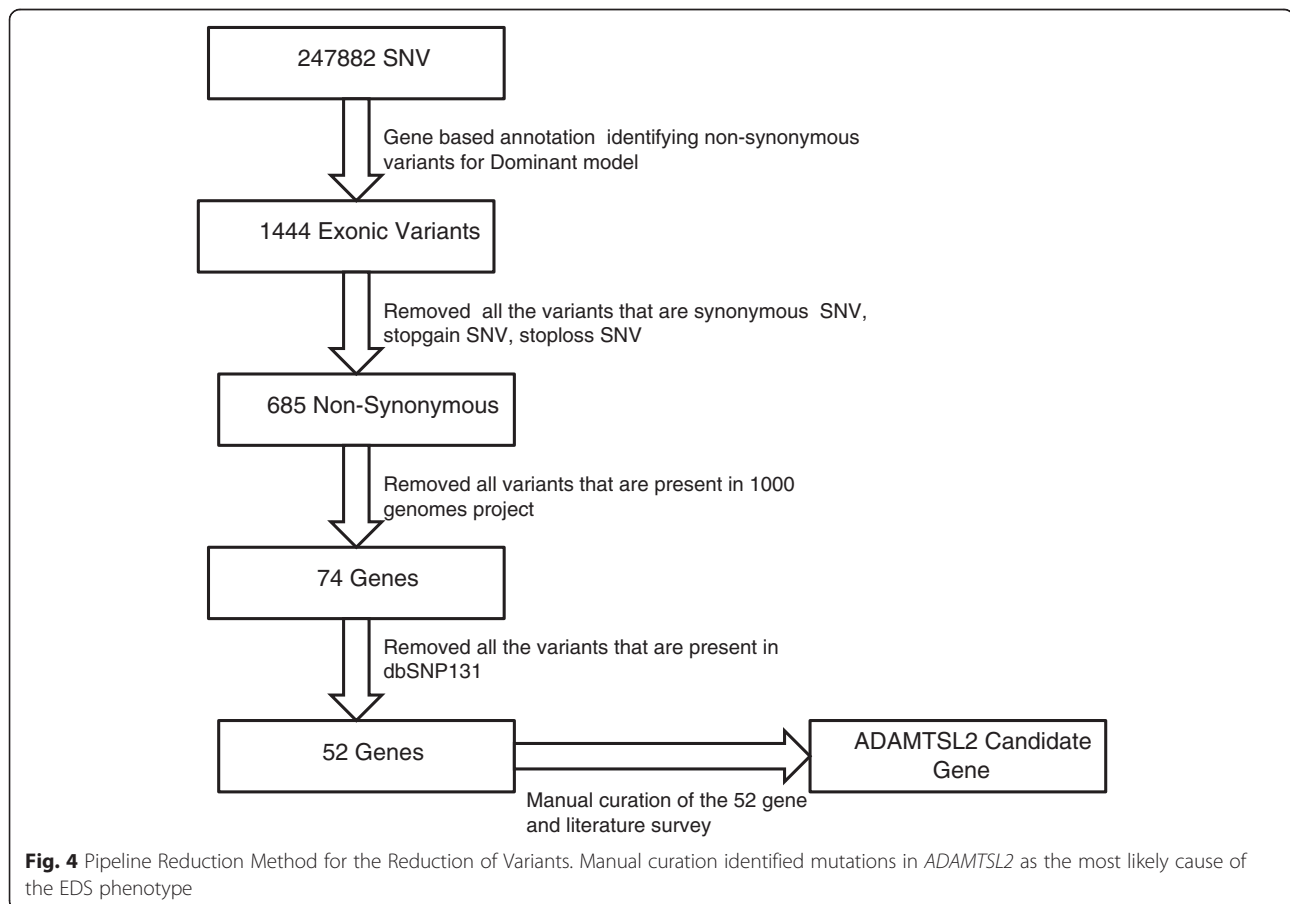 247882 SNV
Gene based annotation identifying non-synonymous
variants for Dominant model
1444 Exonic Variants
Removed all the variants that are synonymous SNV,
stopgain SNV, stoploss SNV
685 Non-Synonymous
Removed all variants that are present in 1000
genomes project
74 Genes
Removed all the variants that are present in
dbSNP131
52 Genes
ADAMTSL2 Candidate
Gene
Manual curation of the 52 gene
and literature survey
Fig. 4 Pipeline Reduction Method for the Reduction of Variants. Manual curation identified mutations in ADAMTSL2 as the most likely cause of
the EDS phenotype